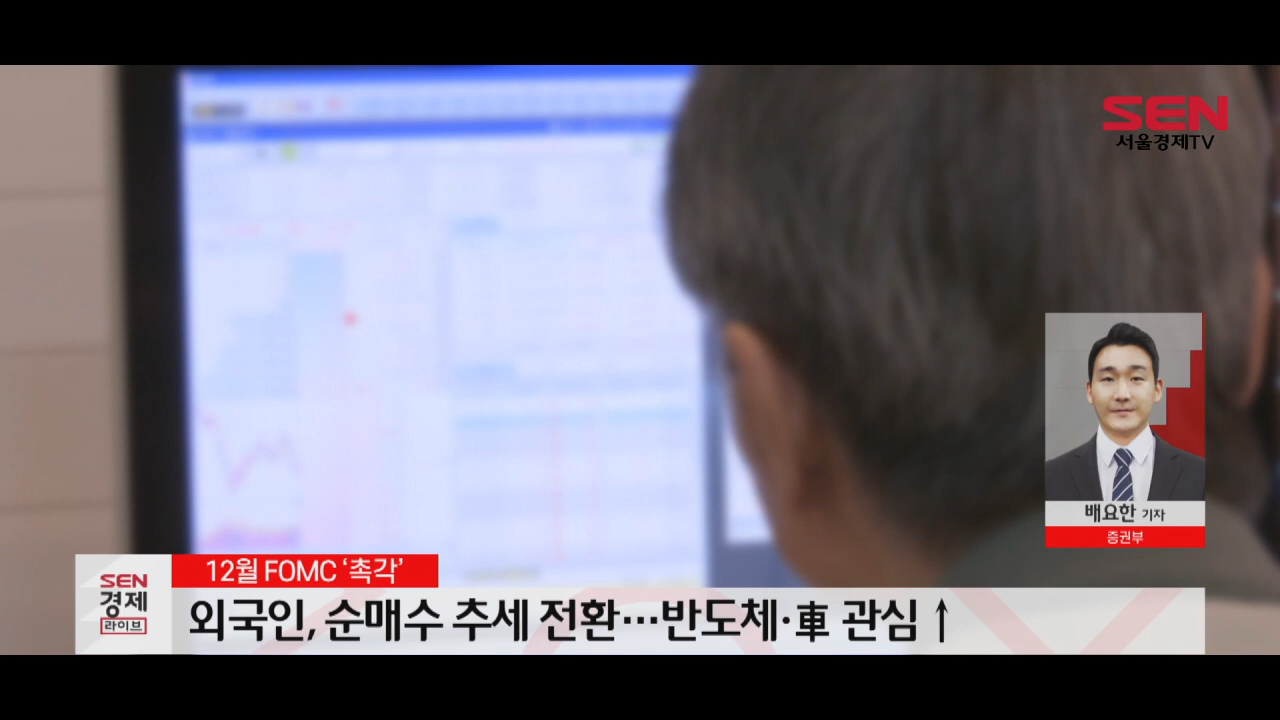 SEN
서울경제TV
배요한 기자
증권부
SEN
경제
라이브
12월 FOMC ‘촉각’
외국인, 순매수 추세 전환…반도체·車 관심↑